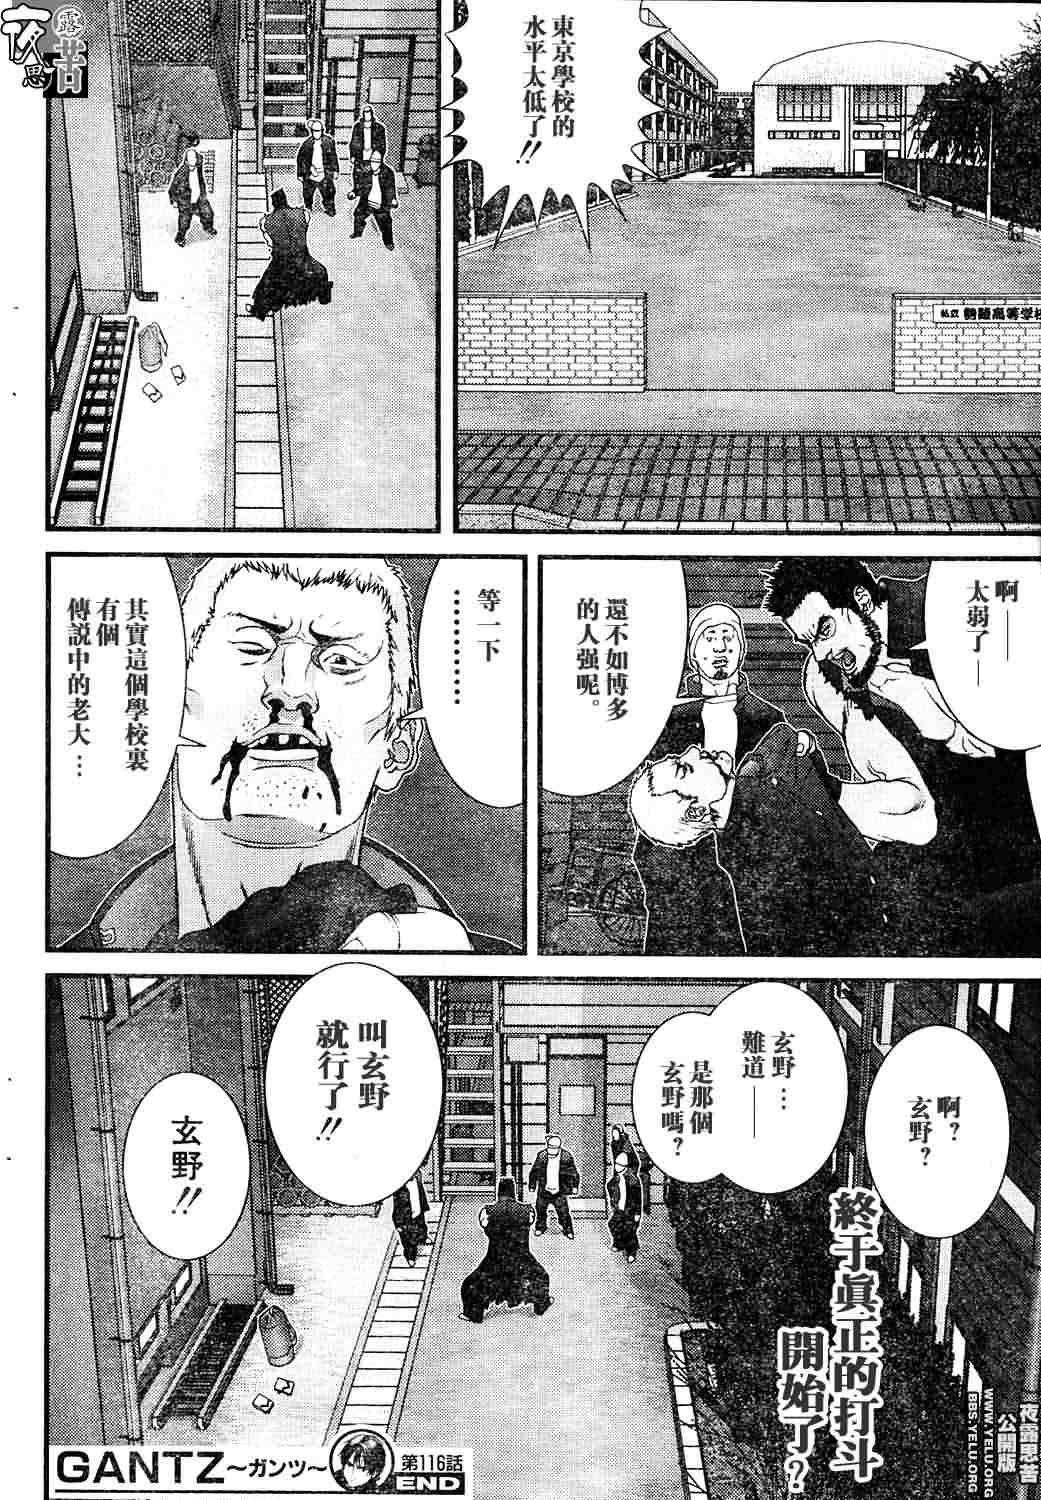 東京學校的
水平太低了!!
私立
高等学校
啊——
太弱了——
還不如博多
的人强呢。
等一下
………
其實這個學校裏
有個
傳説中的老大…
啊?
玄野?
玄野…
難道——
是那個
玄野嗎?
叫玄野
就行了!!
玄野!!
終于眞正的打斗
開始了?
GANTZ
～ガンツ～
第116話
END
夜露思苦
公開版
WWW.YELU.ORG
BBS.YELU.ORG
露苦
夜思